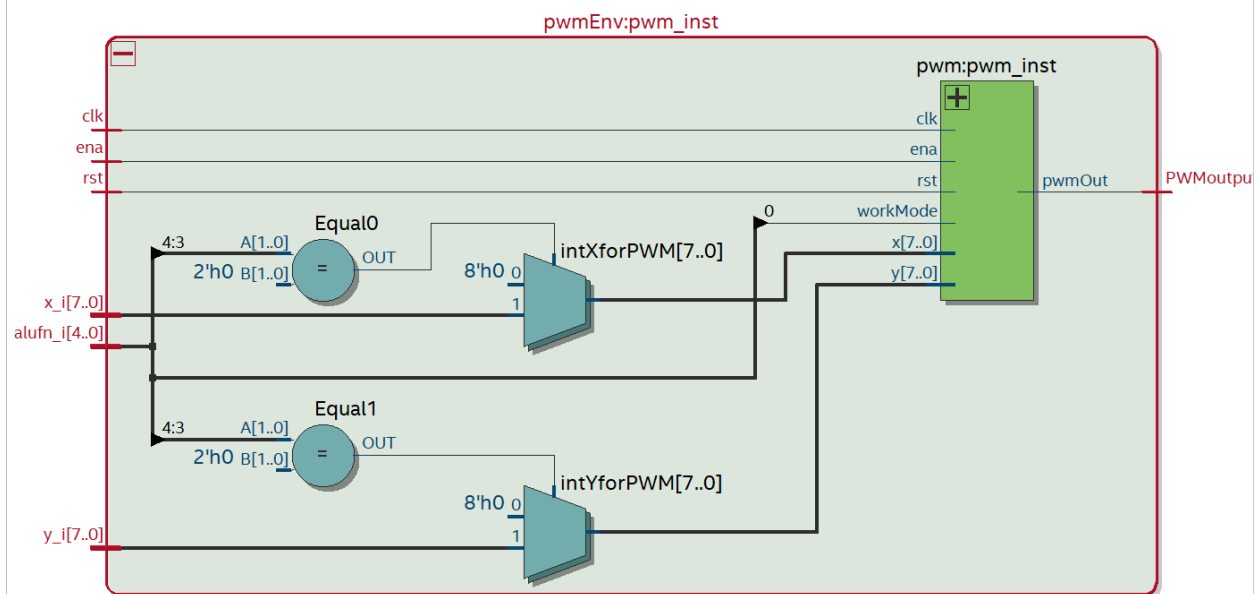 pwmEnv:pwm_inst
pwm:pwm_inst
clk
clk
ena
ena
rst
rst
pwmOut
PWMoutpu
0
workMode
Equal0
4:3
A[1..0]
OUT
x[7..0]
intXforPWM[7..0]
2'h0 B[1..0]
=
8'h0 0
y[7..0]
x_i[7..0]
1
alufn_i[4..0]
Equal1
4:3
A[1..0]
OUT
2'h0 B[1..0]
=
intYforPWM[7..0]
8'h0 0
y_i[7..0]
1